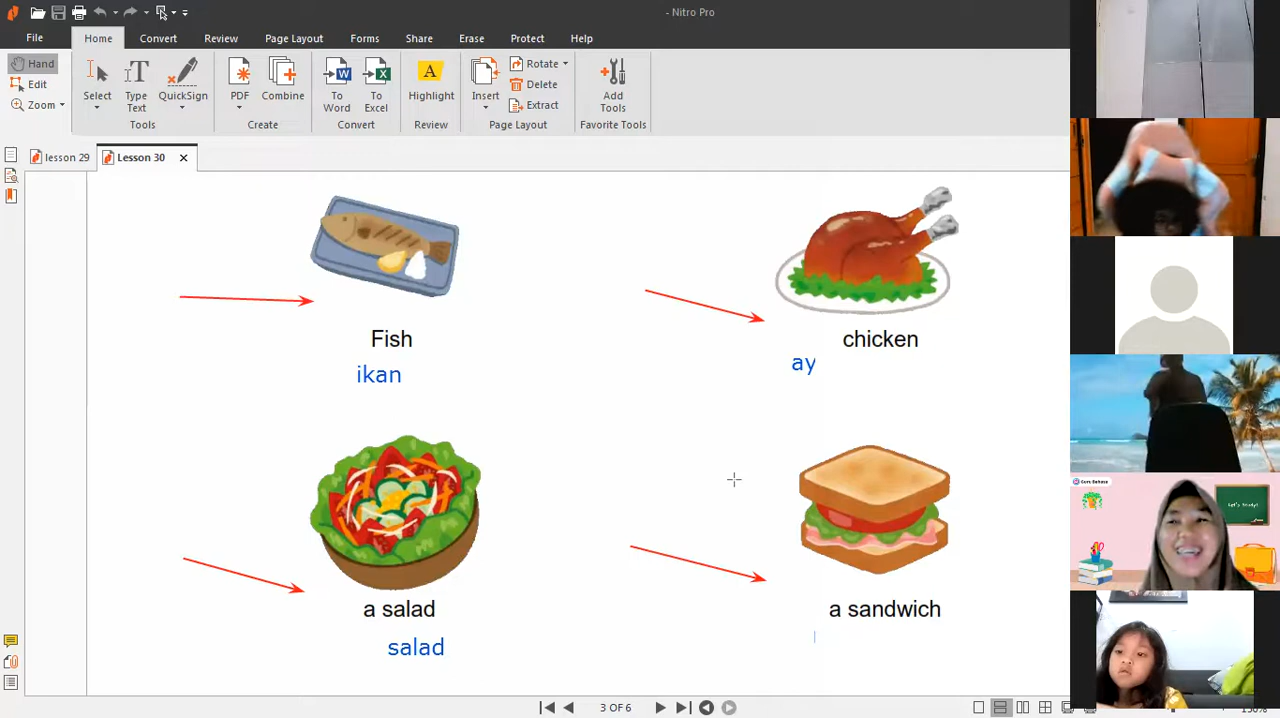 - Nitro Pro
File Home Convert Review Page Layout Forms Share Erase Protect Help
Hand
Edit
Zoom
Select
Type Text
QuickSign
Tools
PDF
Combine
Create
To Word
To Excel
Convert
Highlight
Review
Insert
Rotate
Delete
Extract
Page Layout
Add Tools
Favorite Tools
lesson 29
Lesson 30
Fish
ikan
chicken
ay
a salad
salad
a sandwich
3 OF 6
Guru Bahasa
Let's Study!